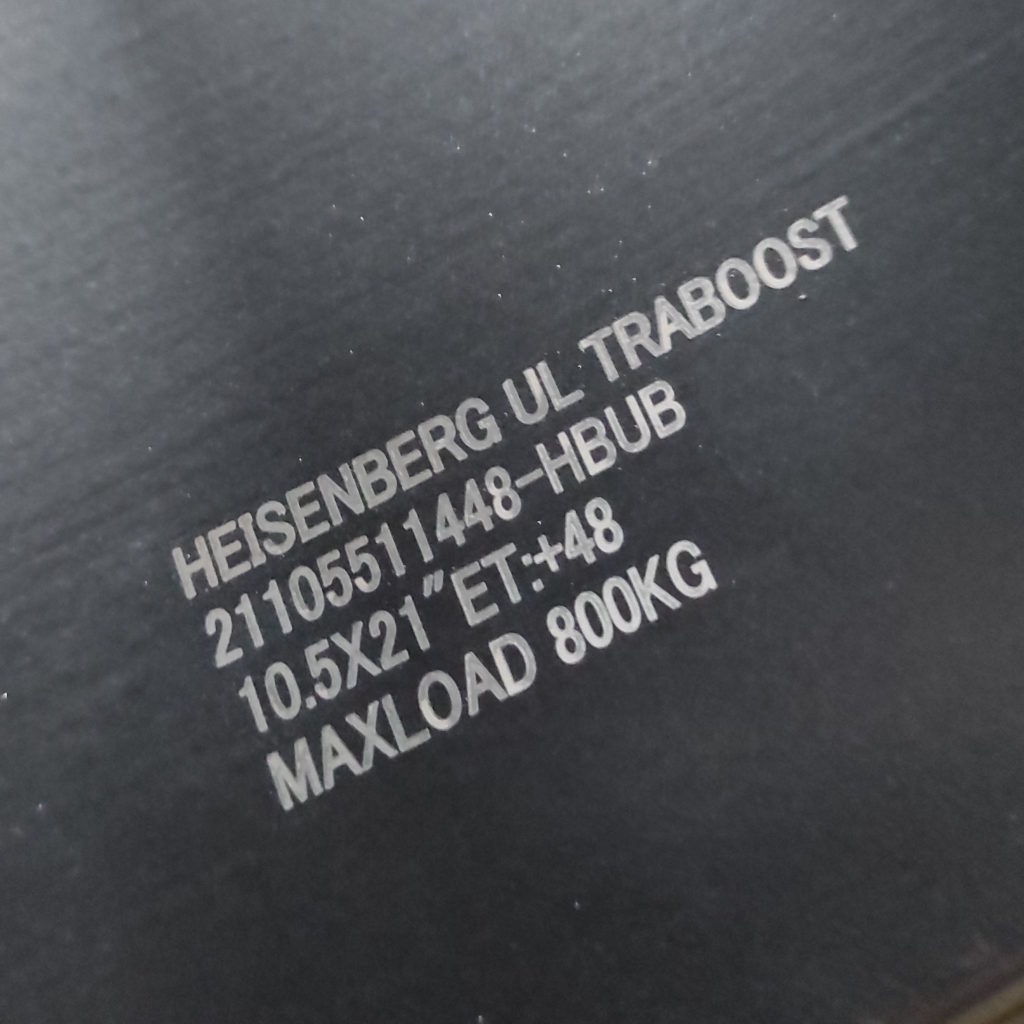 HEISENBERG UL TRABOOST
21105511448-HBUB
10.5X21"ET:+48
MAXLOAD 800KG